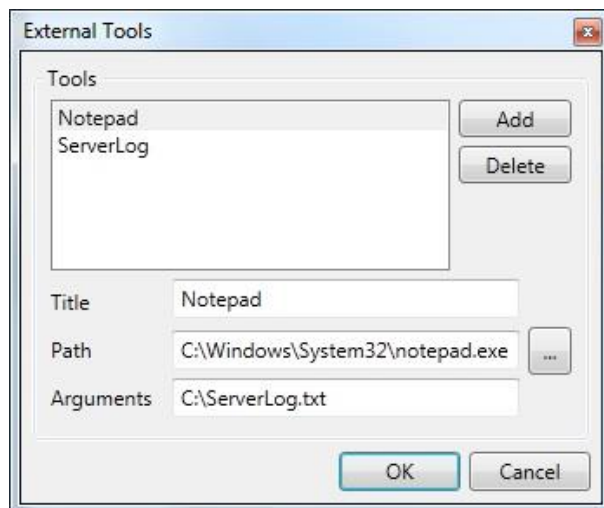 External Tools
Tools
Notepad
ServerLog
Add
Delete
Title
Notepad
Path
C:\Windows\System32\notepad.exe
...
Arguments
C:\ServerLog.txt
OK
Cancel